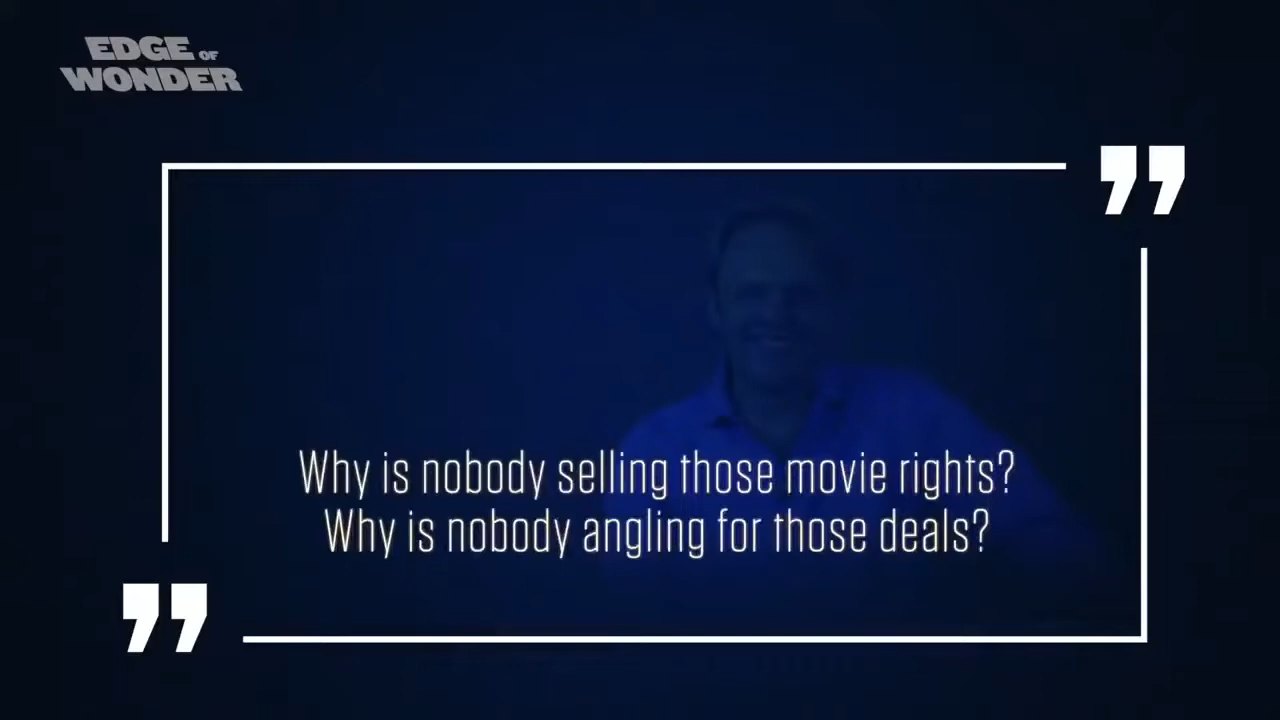 EDGE OF
WONDER
”
Why is nobody selling those movie rights?
Why is nobody angling for those deals?
”